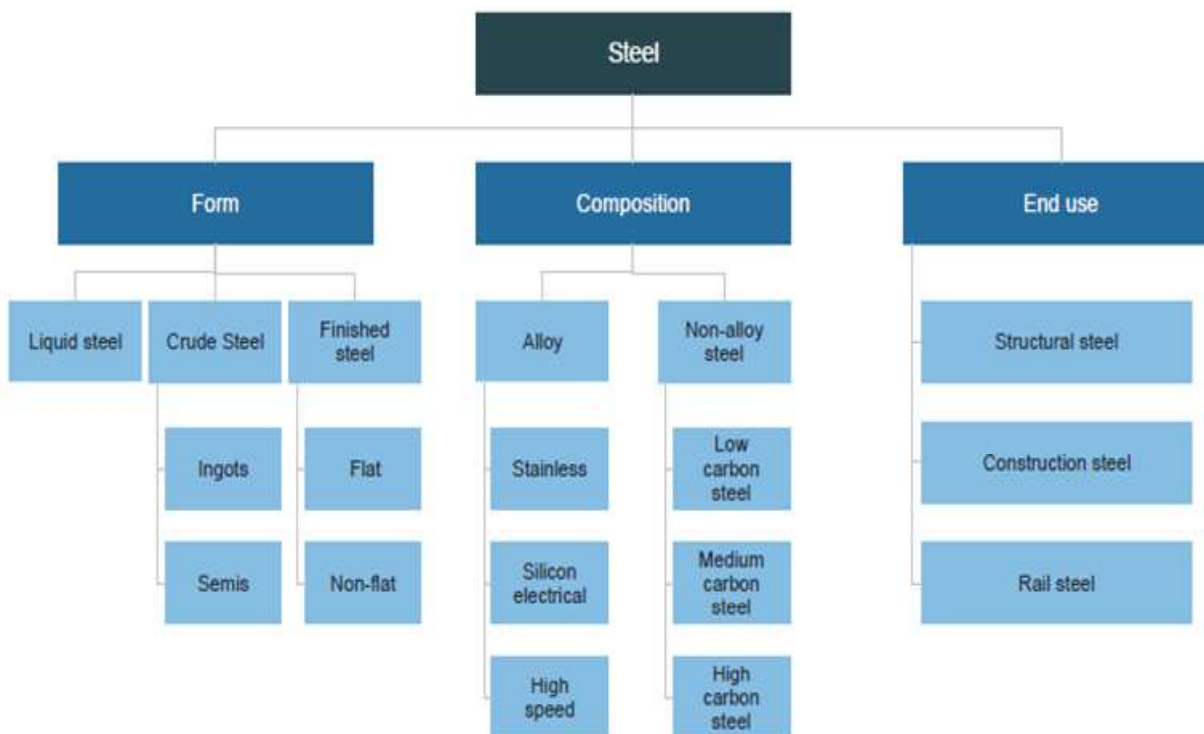 Steel
Form
Composition
End use
Liquid steel
Crude Steel
Finished
steel
Alloy
Non-alloy
steel
Structural steel
Ingots
Flat
Stainless
Low
carbon
steel
Construction steel
Semis
Non-flat
Silicon
electrical
Medium
carbon
steel
Rail steel
High
speed
High
carbon
steel